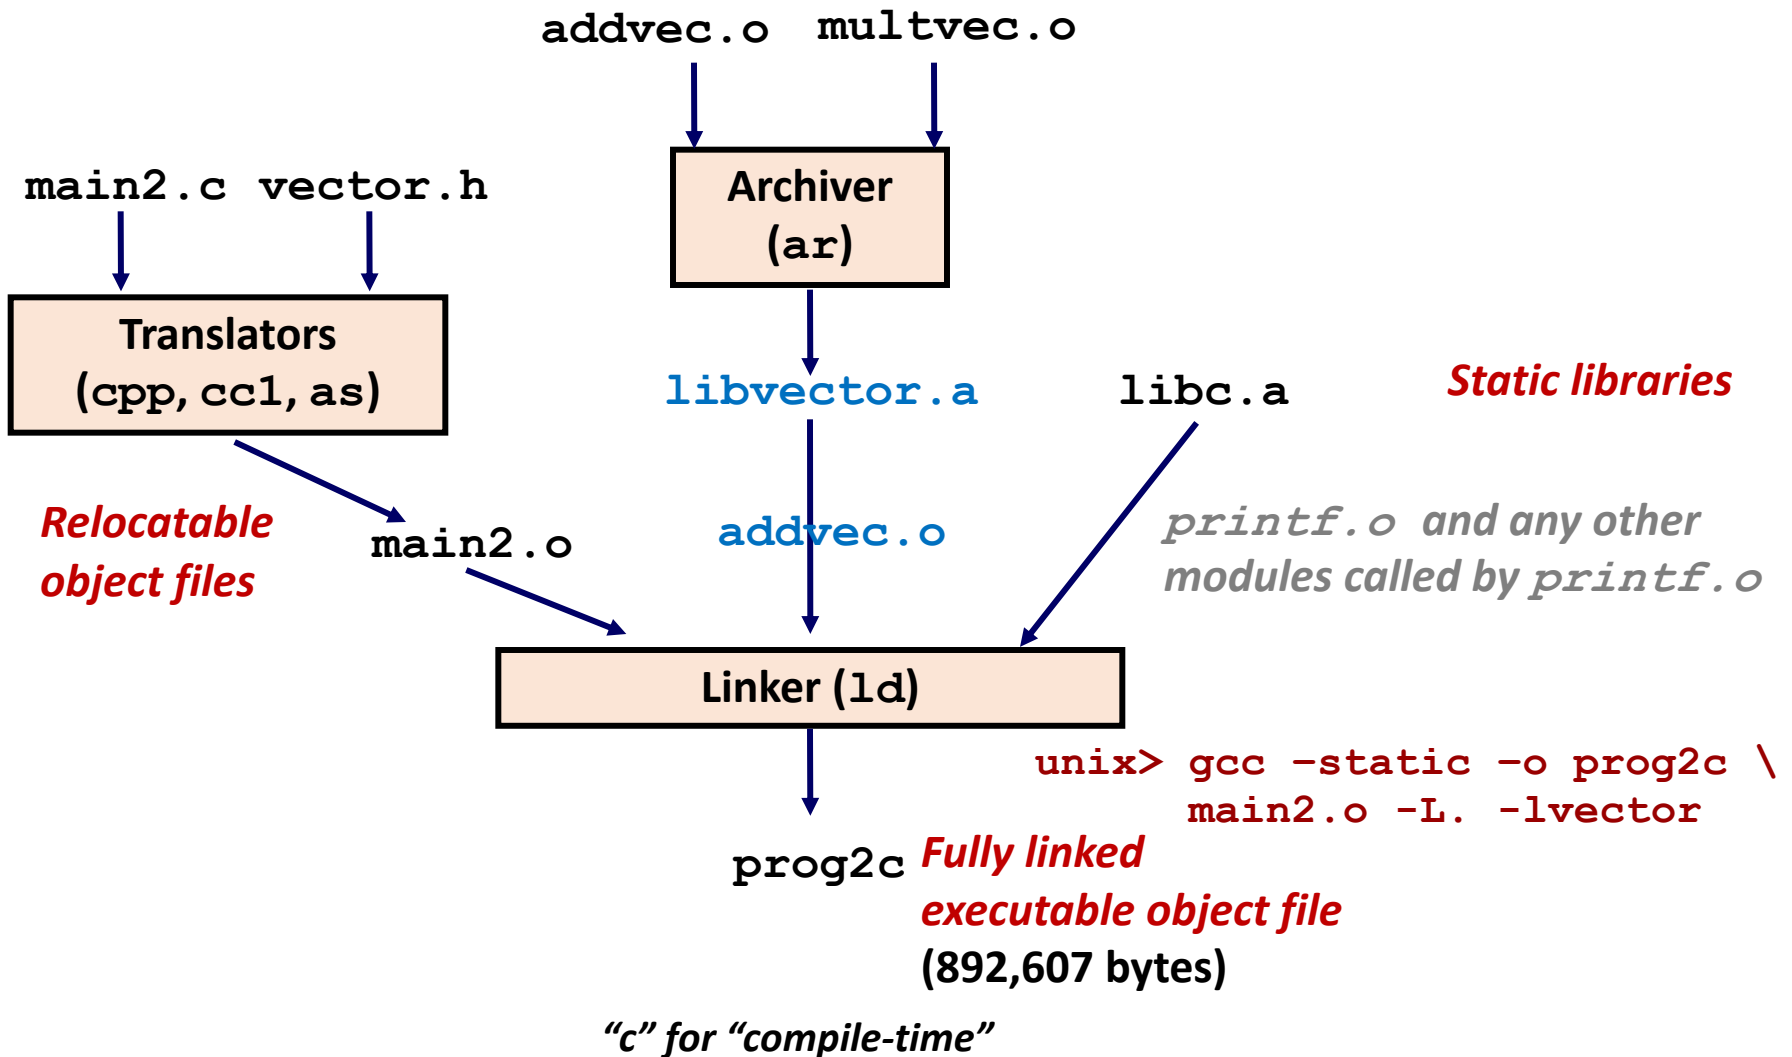 addvec.o multvec.o
main2.c vector.h
Archiver
(ar)
Translators
(cpp, cc1, as)
libvector.a
libc.a
Static libraries
Relocatable
object files
main2.o
addvec.o
printf.o and any other
modules called by printf.o
Linker (ld)
unix> gcc –static –o prog2c \
main2.o -L. -lvector
prog2c
Fully linked
executable object file
(892,607 bytes)
“c” for “compile-time”